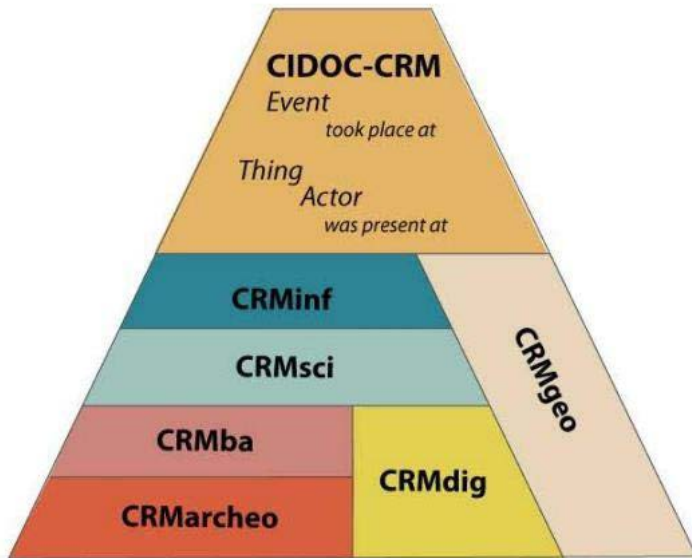 CIDOC-CRM
Event
took place at
Thing
Actor
was present at
CRMinf
CRMsci
CRMgeo
CRMba
CRMdig
CRMarcheo